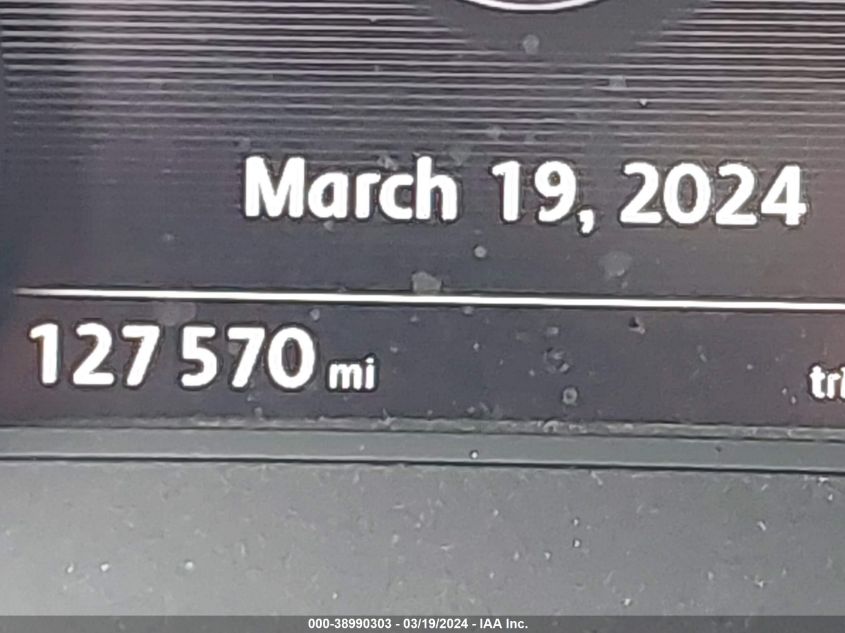 March 19, 2024
127 570 mi
000-38990303 - 03/19/2024 - IAA Inc.